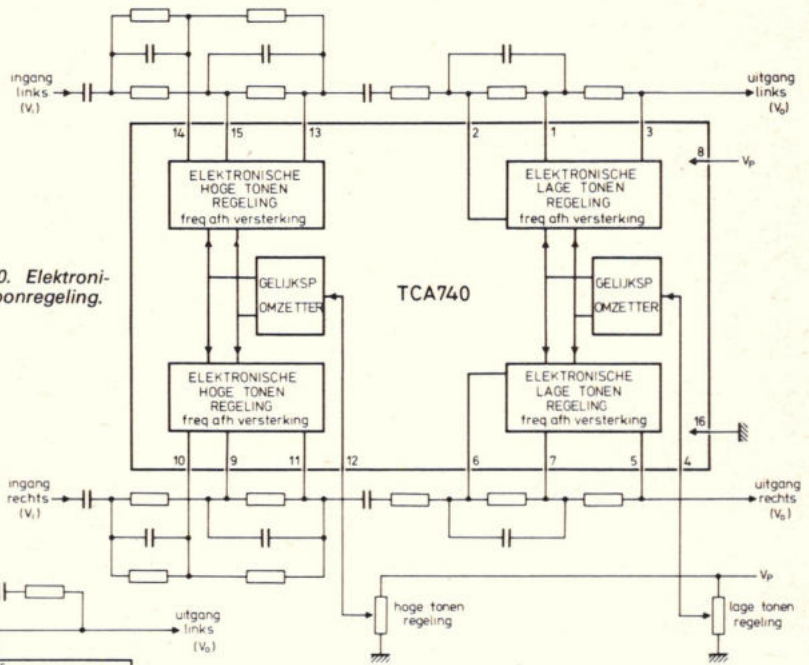 ingang
links
(Vi)
uitgang
links
(Vo)
14
15
13
2
1
3
8
VP
ELEKTRONISCHE
HOGE TONEN
REGELING
freq afh versterking
ELEKTRONISCHE
LAGE TONEN
REGELING
freq afh versterking
0. Elektroni-
oonregeling.
GELIJKSP
OMZETTER
TCA740
GELIJKSP
OMZETTER
ELEKTRONISCHE
HOGE TONEN
REGELING
freq afh versterking
ELEKTRONISCHE
LAGE TONEN
REGELING
freq afh versterking
16
10
9
11
12
6
7
5
4
ingang
rechts
(Vi)
uitgang
rechts
(Vo)
VP
hoge tonen
regeling
lage tonen
regeling
uitgang
links
(Vo)